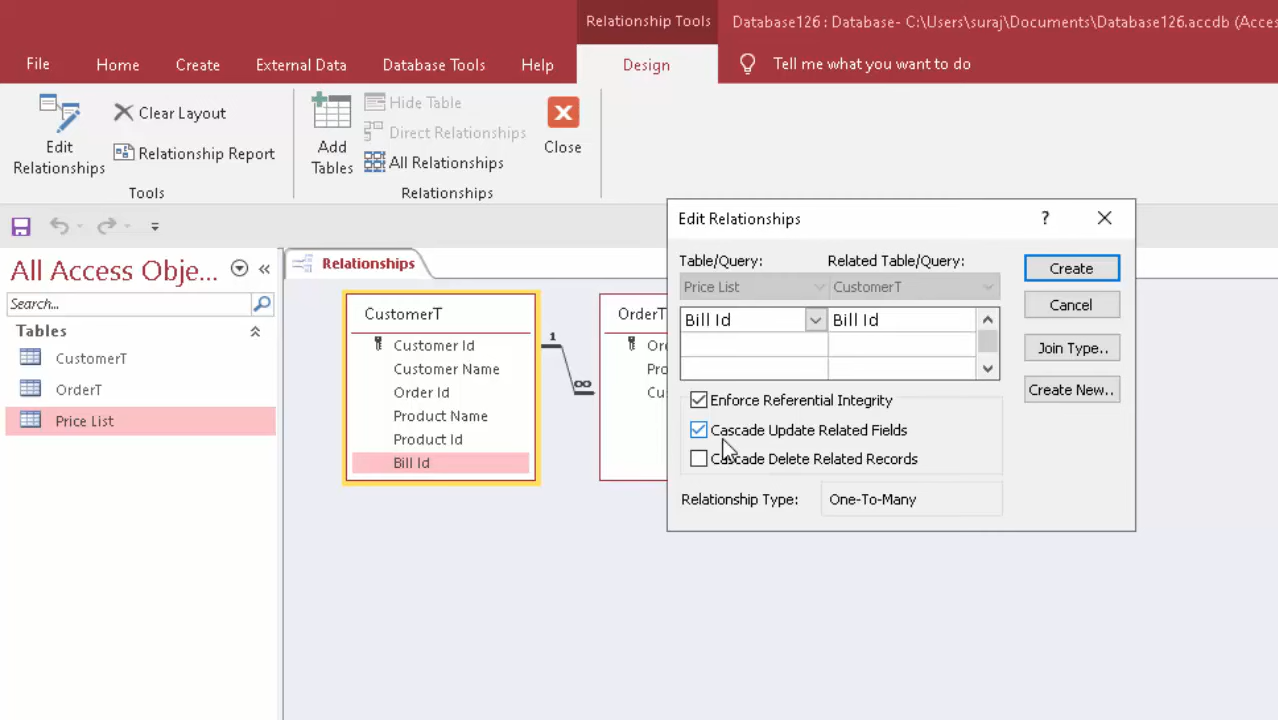 Relationship Tools
Database126 : Database- C:\Users\suraj\Documents\Database126.accdb (Acces
File
Home
Create
External Data
Database Tools
Help
Design
Tell me what you want to do
Edit
Relationships
Clear Layout
Relationship Report
Tools
Add
Tables
Hide Table
Direct Relationships
All Relationships
Relationships
Close
All Access Obje...
Search...
Tables
CustomerT
OrderT
Price List
Relationships
CustomerT
Customer Id
Customer Name
Order Id
Product Name
Product Id
Bill Id
1
∞
OrderT
Or
Pro
Cu
Edit Relationships
?
Table/Query:
Related Table/Query:
Price List
CustomerT
Bill Id
Bill Id
Enforce Referential Integrity
Cascade Update Related Fields
Cascade Delete Related Records
Relationship Type:
One-To-Many
Create
Cancel
Join Type..
Create New..